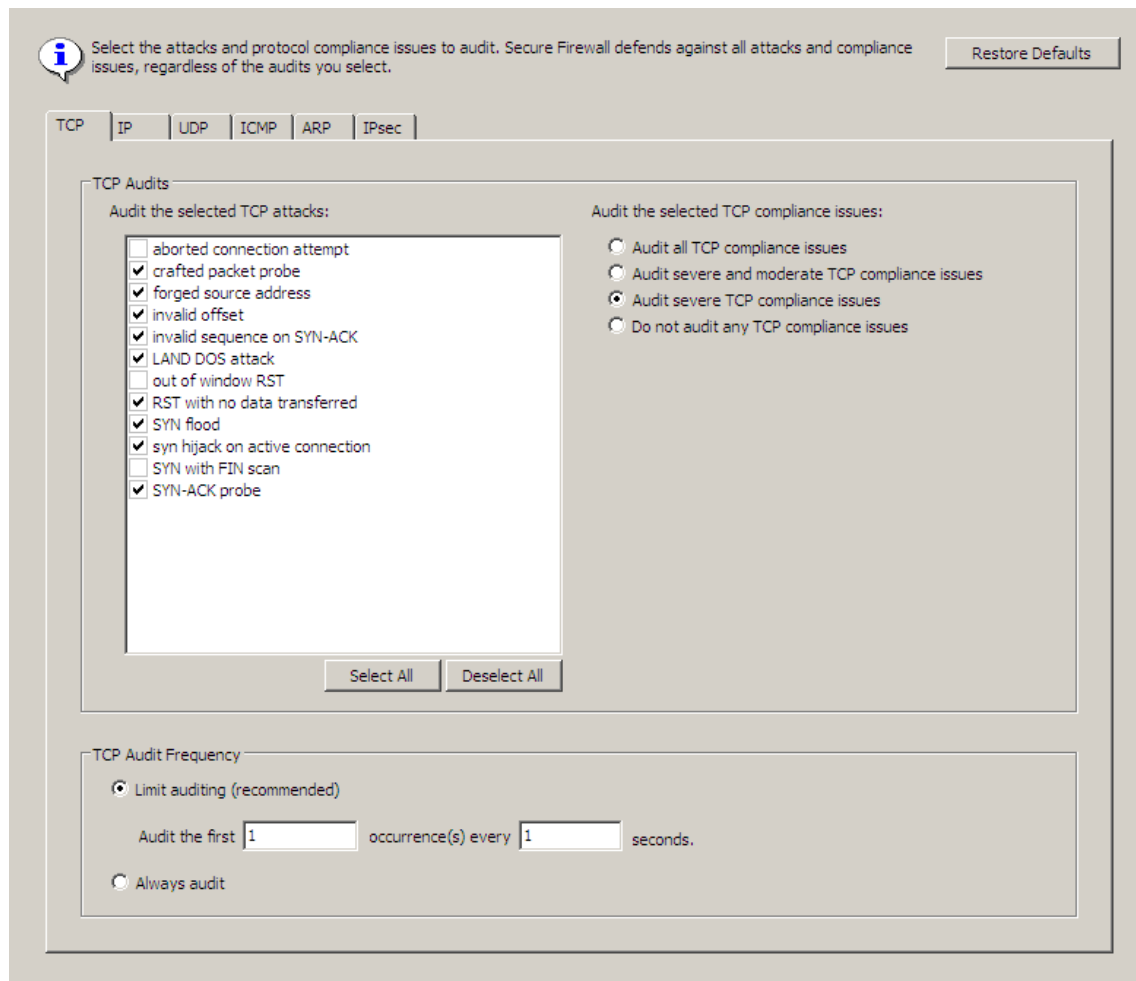 Select the attacks and protocol compliance issues to audit. Secure Firewall defends against all attacks and compliance
issues, regardless of the audits you select.
Restore Defaults
TCP
IP
UDP
ICMP
ARP
IPsec
TCP Audits
Audit the selected TCP attacks:
aborted connection attempt
crafted packet probe
forged source address
invalid offset
invalid sequence on SYN-ACK
LAND DOS attack
out of window RST
RST with no data transferred
SYN flood
syn hijack on active connection
SYN with FIN scan
SYN-ACK probe
Select All
Deselect All
Audit the selected TCP compliance issues:
Audit all TCP compliance issues
Audit severe and moderate TCP compliance issues
Audit severe TCP compliance issues
Do not audit any TCP compliance issues
TCP Audit Frequency
Limit auditing (recommended)
Audit the first 1 occurrence(s) every 1 seconds.
Always audit